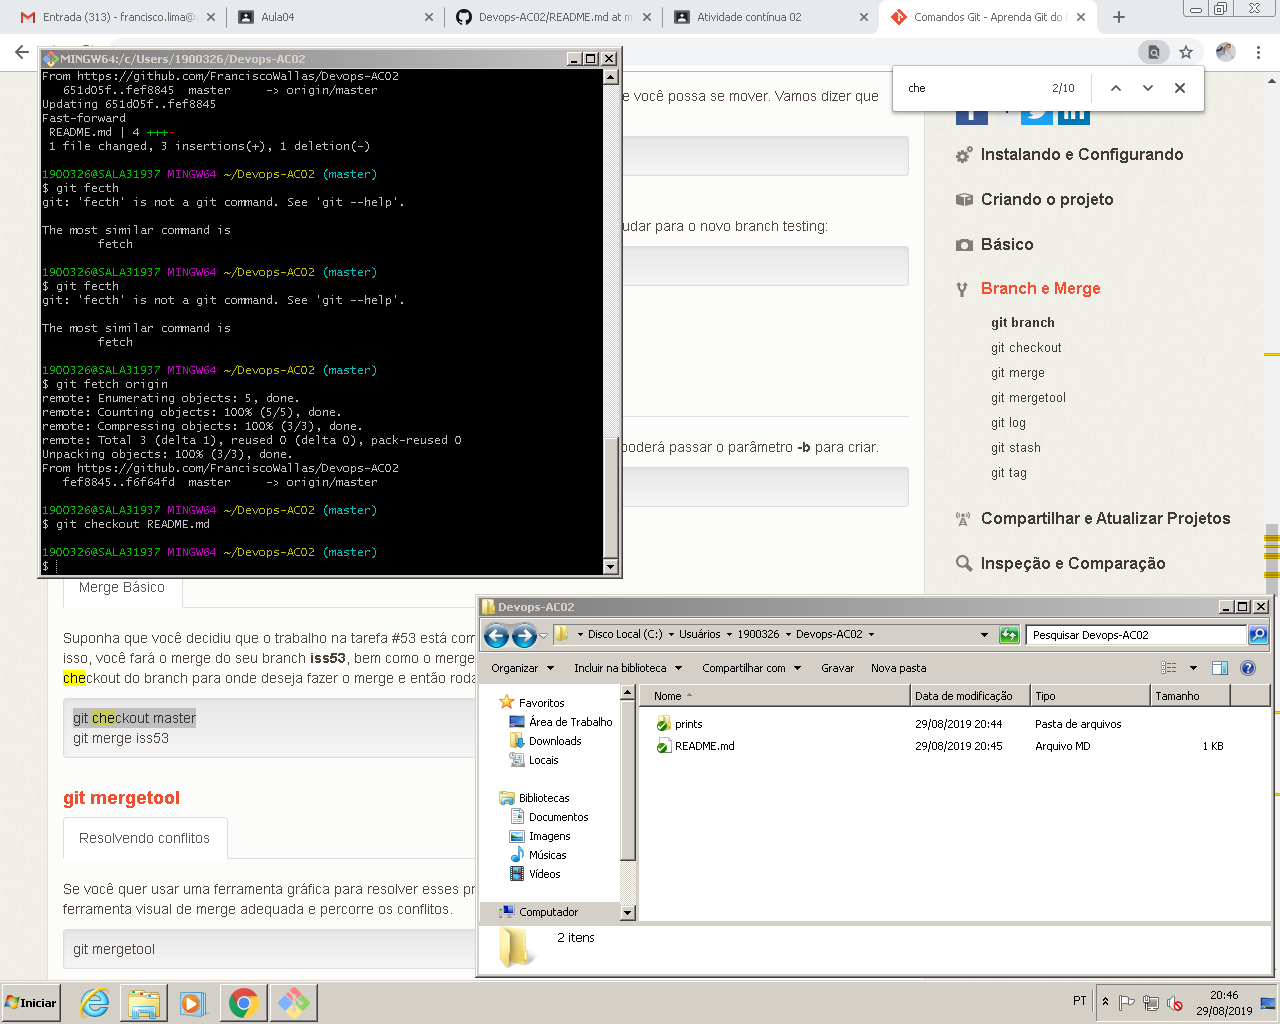 Entrada (313) - francisco.lima@
Aula04
Devops-AC02/README.md at m
Atividade contínua 02
Comandos Git - Aprenda Git do
che
2/10
MINGW64:/c/Users/1900326/Devops-AC02
From https://github.com/FranciscoWallas/Devops-AC02
651d05f..fef8845  master     -> origin/master
Updating 651d05f..fef8845
Fast-forward
README.md | 4 +++-
1 file changed, 3 insertions(+), 1 deletion(-)
1900326@SALA31937 MINGW64 ~/Devops-AC02 (master)
$ git fecth
git: 'fecth' is not a git command. See 'git --help'.
The most similar command is
fetch
1900326@SALA31937 MINGW64 ~/Devops-AC02 (master)
$ git fecth
git: 'fecth' is not a git command. See 'git --help'.
The most similar command is
fetch
1900326@SALA31937 MINGW64 ~/Devops-AC02 (master)
$ git fetch origin
remote: Enumerating objects: 5, done.
remote: Counting objects: 100% (5/5), done.
remote: Compressing objects: 100% (3/3), done.
remote: Total 3 (delta 1), reused 0 (delta 0), pack-reused 0
Unpacking objects: 100% (3/3), done.
From https://github.com/FranciscoWallas/Devops-AC02
fef8845..f6f64fd  master     -> origin/master
1900326@SALA31937 MINGW64 ~/Devops-AC02 (master)
$ git checkout README.md
1900326@SALA31937 MINGW64 ~/Devops-AC02 (master)
$
e você possa se mover. Vamos dizer que
udar para o novo branch testing:
poderá passar o parâmetro -b para criar.
Instalando e Configurando
Criando o projeto
Básico
Branch e Merge
git branch
git checkout
git merge
git mergetool
git log
git stash
git tag
Compartilhar e Atualizar Projetos
Inspeção e Comparação
Merge Básico
Suponha que você decidiu que o trabalho na tarefa #53 está com
isso, você fará o merge do seu branch iss53, bem como o merge
checkout do branch para onde deseja fazer o merge e então roda
git checkout master
git merge iss53
git mergetool
Resolvendo conflitos
Se você quer usar uma ferramenta gráfica para resolver esses pr
ferramenta visual de merge adequada e percorre os conflitos.
git mergetool
Devops-AC02
Disco Local (C:)
Usuários
1900326
Devops-AC02
Pesquisar Devops-AC02
Organizar
Incluir na biblioteca
Compartilhar com
Gravar
Nova pasta
Favoritos
Área de Trabalho
Downloads
Locais
Bibliotecas
Documentos
Imagens
Músicas
Vídeos
Computador
Nome
Data de modificação
Tipo
Tamanho
prints
29/08/2019 20:44
Pasta de arquivos
README.md
29/08/2019 20:45
Arquivo MD
1 KB
2 itens
Iniciar
PT
20:46
29/08/2019